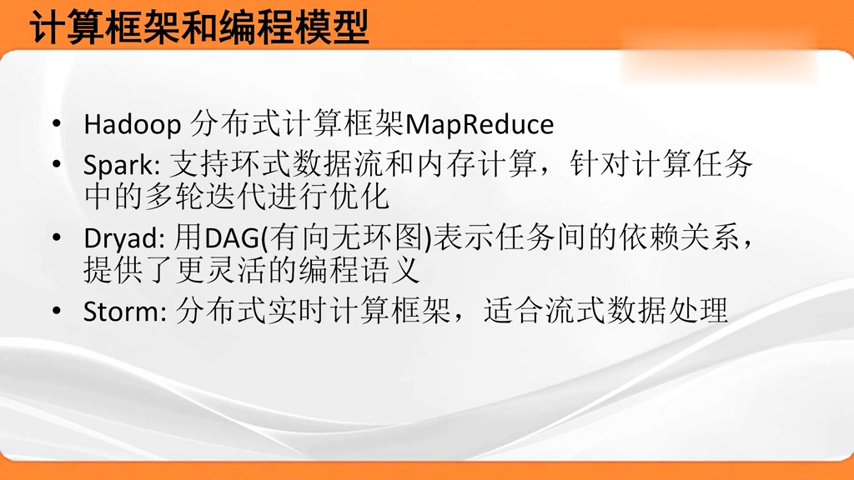 计算框架和编程模型
• Hadoop 分布式计算框架MapReduce
• Spark: 支持环式数据流和内存计算，针对计算任务
中的多轮迭代进行优化
• Dryad: 用DAG(有向无环图)表示任务间的依赖关系，
提供了更灵活的编程语义
• Storm: 分布式实时计算框架，适合流式数据处理